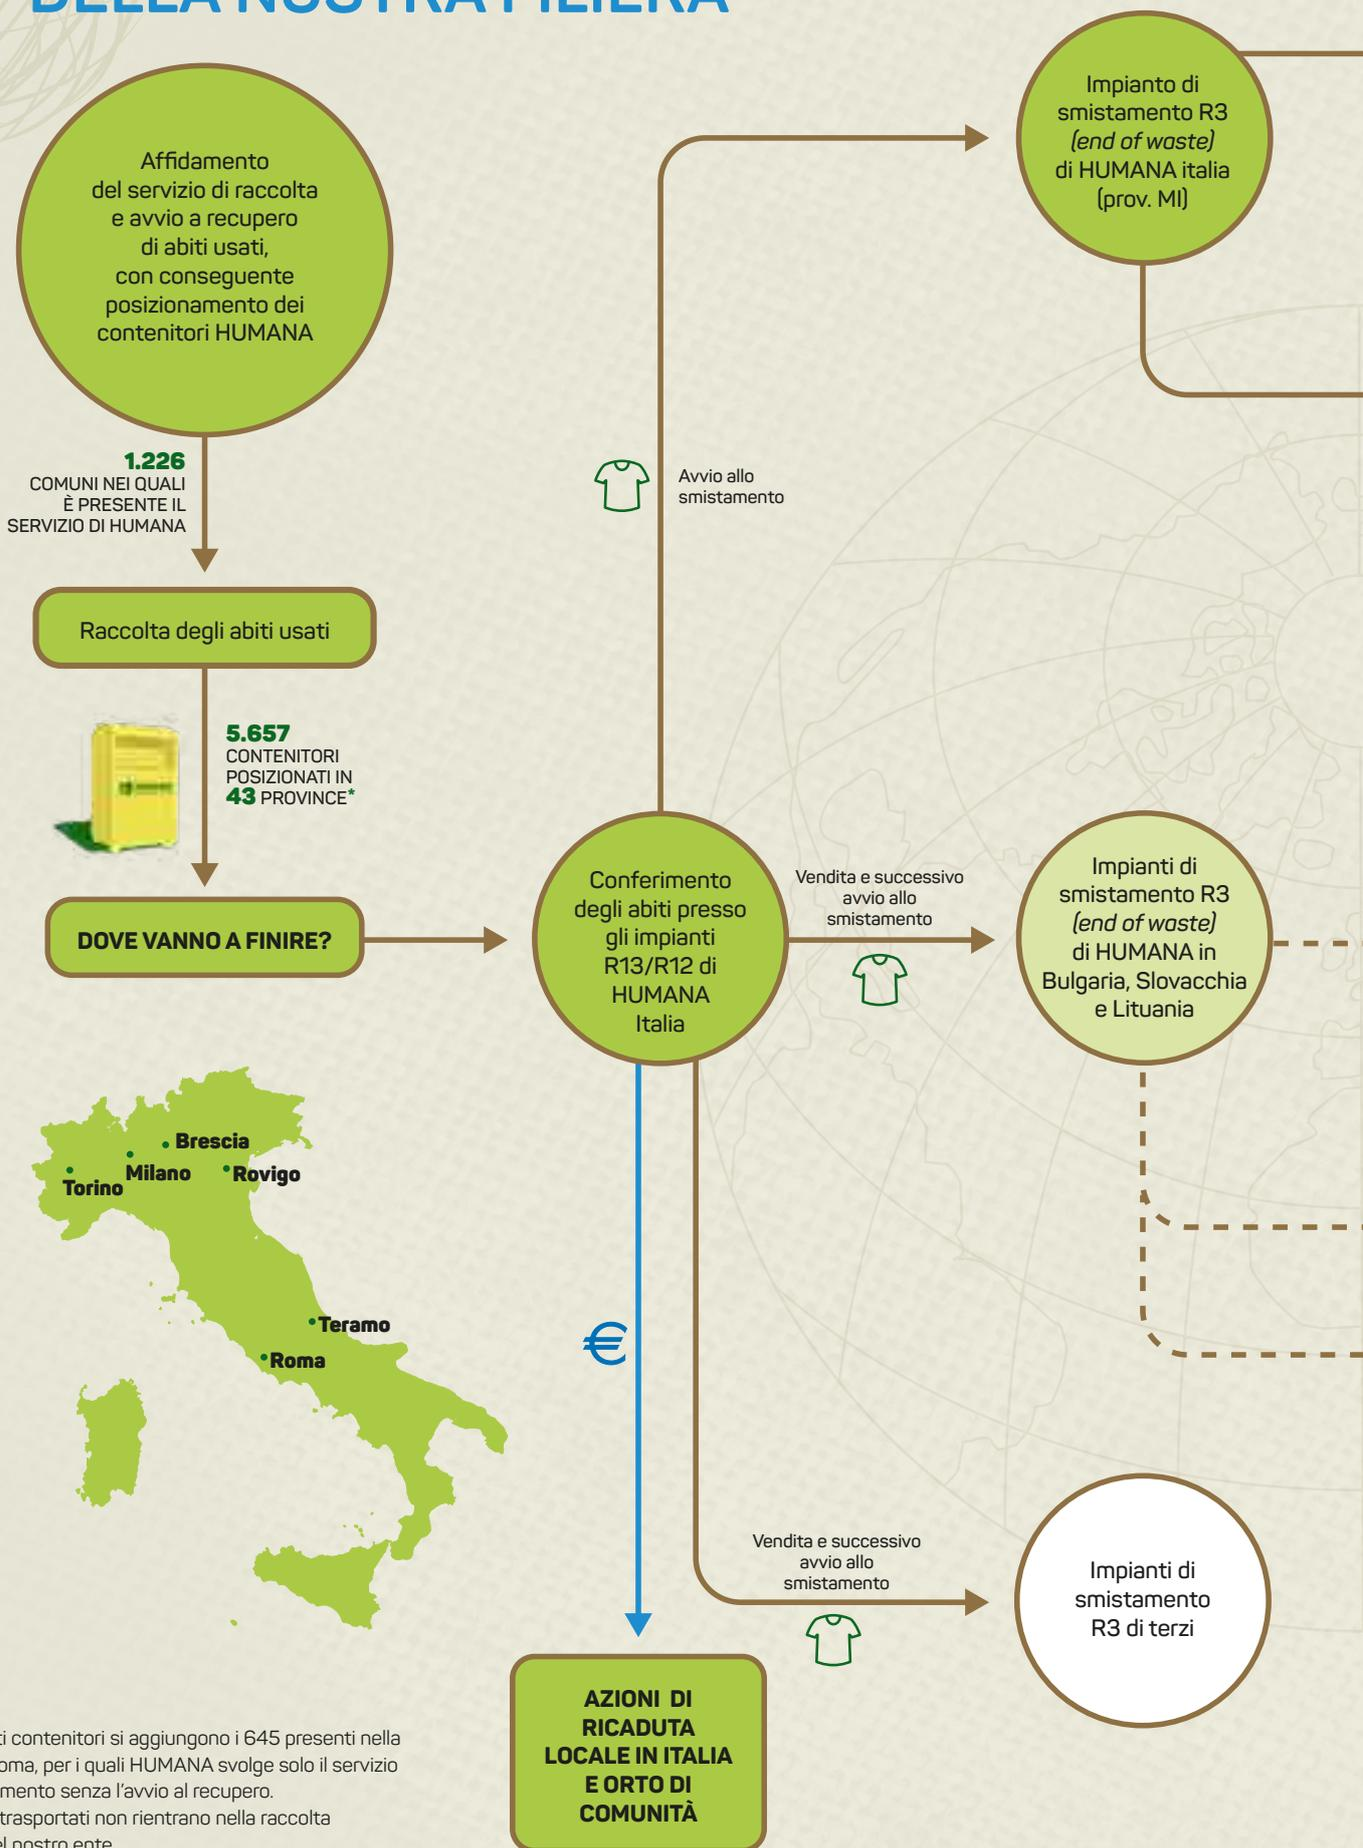 DELLA NOSTRA FILIERA
Affidamento
del servizio di raccolta
e avvio a recupero
di abiti usati,
con conseguente
posizionamento dei
contenitori HUMANA
1.226
COMUNI NEI QUALI
È PRESENTE IL
SERVIZIO DI HUMANA
Raccolta degli abiti usati
5.657
CONTENITORI
POSIZIONATI IN
43 PROVINCE*
DOVE VANNO A FINIRE?
Conferimento
degli abiti presso
gli impianti
R13/R12 di
HUMANA
Italia
Avvio allo
smistamento
Impianto di
smistamento R3
(end of waste)
di HUMANA italia
(prov. MI)
Vendita e successivo
avvio allo
smistamento
Impianti di
smistamento R3
(end of waste)
di HUMANA in
Bulgaria, Slovacchia
e Lituania
Brescia
Milano
Rovigo
Torino
Teramo
Roma
€
Vendita e successivo
avvio allo
smistamento
Impianti di
smistamento
R3 di terzi
AZIONI DI
RICADUTA
LOCALE IN ITALIA
E ORTO DI
COMUNITÀ
ti contenitori si aggiungono i 645 presenti nella
oma, per i quali HUMANA svolge solo il servizio
mento senza l'avvio al recupero.
trasportati non rientrano nella raccolta
el nostro ente